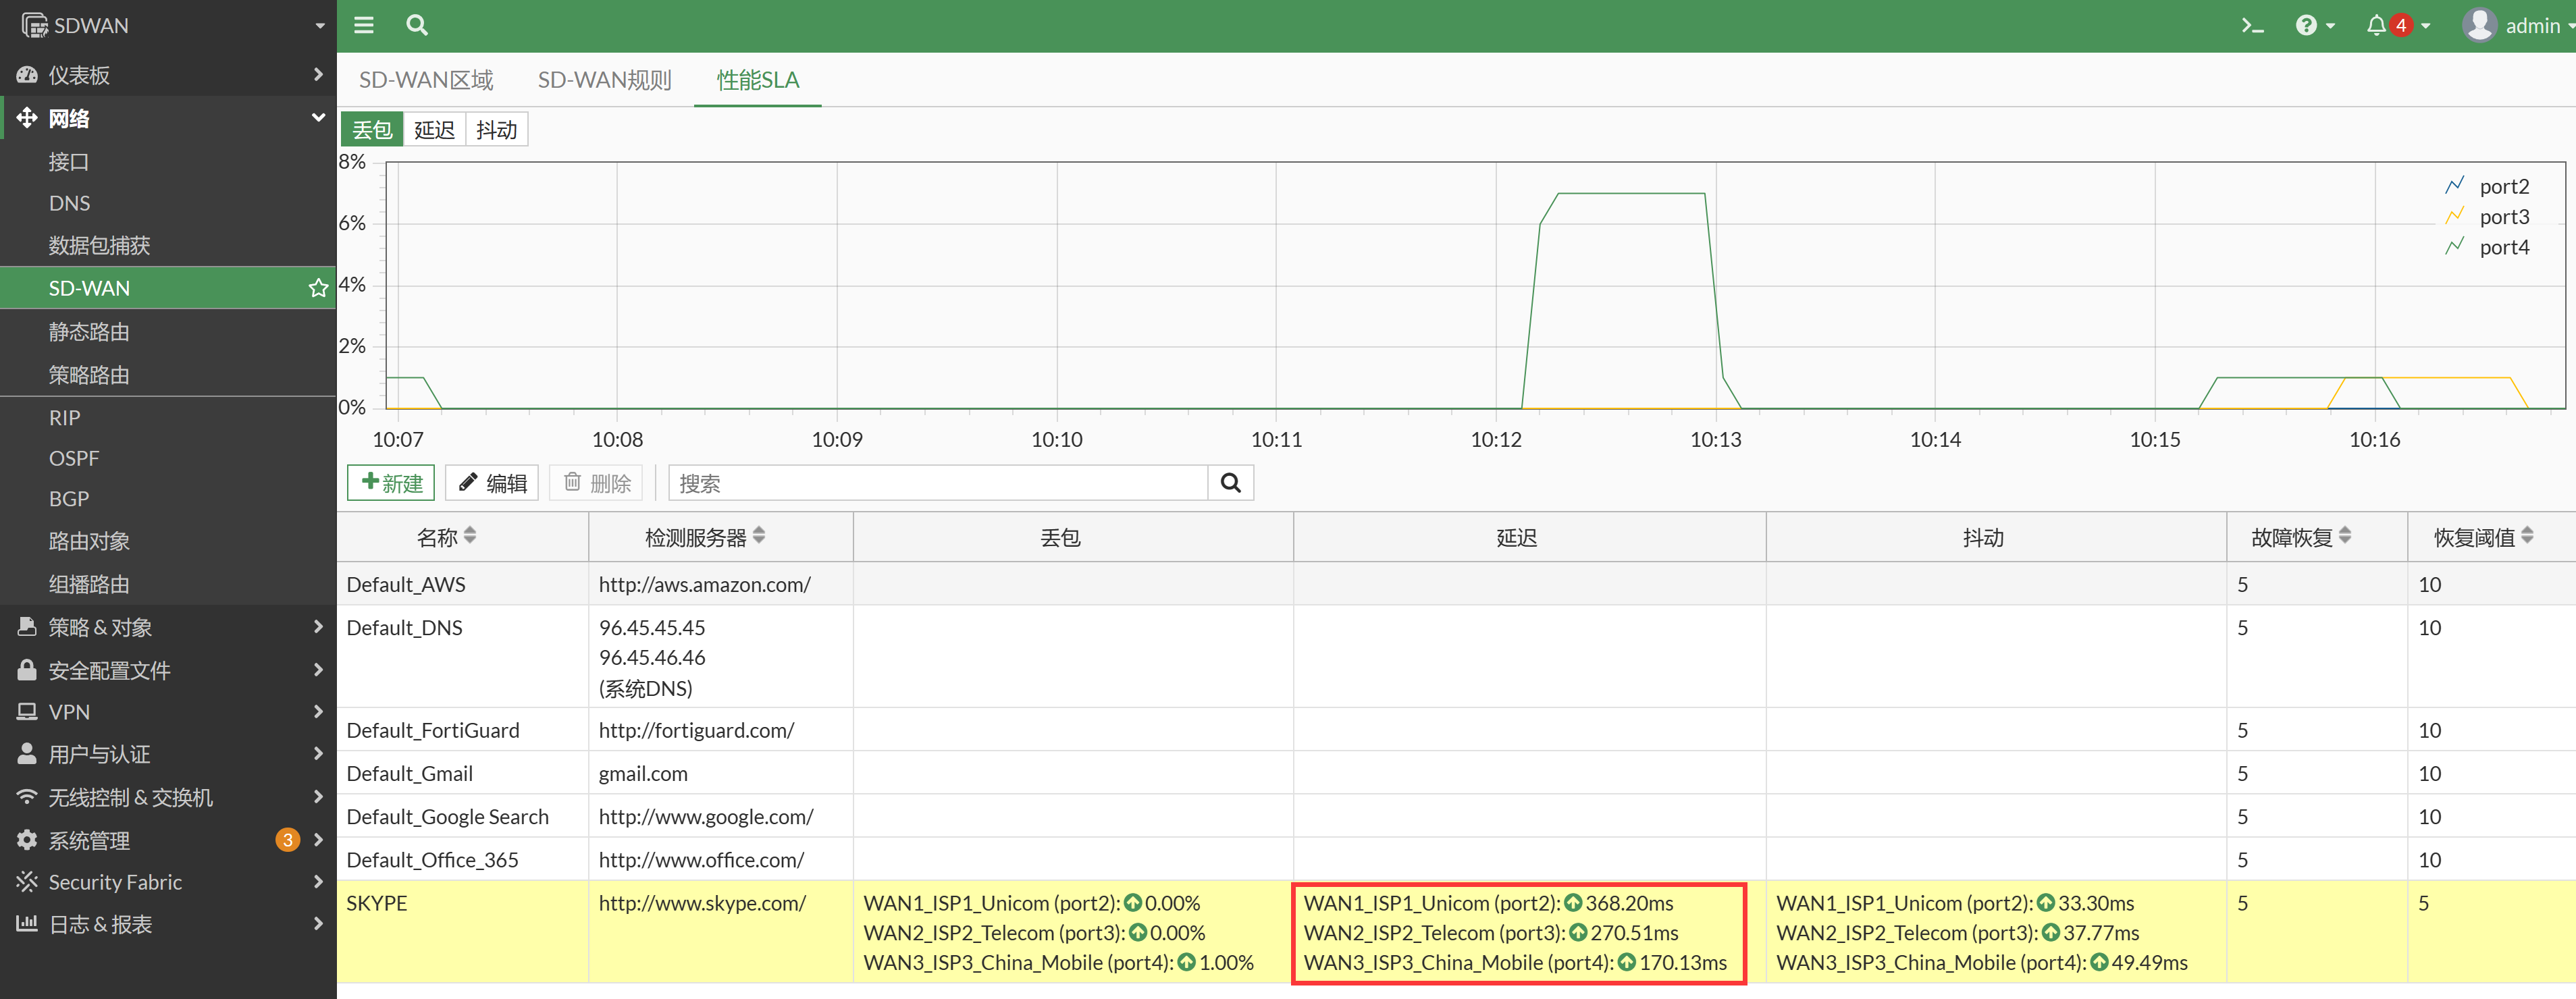 SDWAN
4
admin
仪表板
网络
接口
DNS
数据包捕获
SD-WAN
静态路由
策略路由
RIP
OSPF
BGP
路由对象
组播路由
策略 & 对象
安全配置文件
VPN
用户与认证
无线控制 & 交换机
系统管理 3
Security Fabric
日志 & 报表
SD-WAN区域 SD-WAN规则 性能SLA
丢包 延迟 抖动
8%
6%
4%
2%
0%
port2
port3
port4
10:07 10:08 10:09 10:10 10:11 10:12 10:13 10:14 10:15 10:16
新建 编辑 删除 搜索
名称 检测服务器 丢包 延迟 抖动 故障恢复 恢复阈值
Default_AWS http://aws.amazon.com/ 5 10
Default_DNS 96.45.45.45 5 10
96.45.46.46
(系统DNS)
Default_FortiGuard http://fortiguard.com/ 5 10
Default_Gmail gmail.com 5 10
Default_Google Search http://www.google.com/ 5 10
Default_Office_365 http://www.office.com/ 5 10
SKYPE http://www.skype.com/ WAN1_ISP1_Unicom (port2): 0.00% WAN1_ISP1_Unicom (port2): 368.20ms WAN1_ISP1_Unicom (port2): 33.30ms 5 5
WAN2_ISP2_Telecom (port3): 0.00% WAN2_ISP2_Telecom (port3): 270.51ms WAN2_ISP2_Telecom (port3): 37.77ms
WAN3_ISP3_China_Mobile (port4): 1.00% WAN3_ISP3_China_Mobile (port4): 170.13ms WAN3_ISP3_China_Mobile (port4): 49.49ms